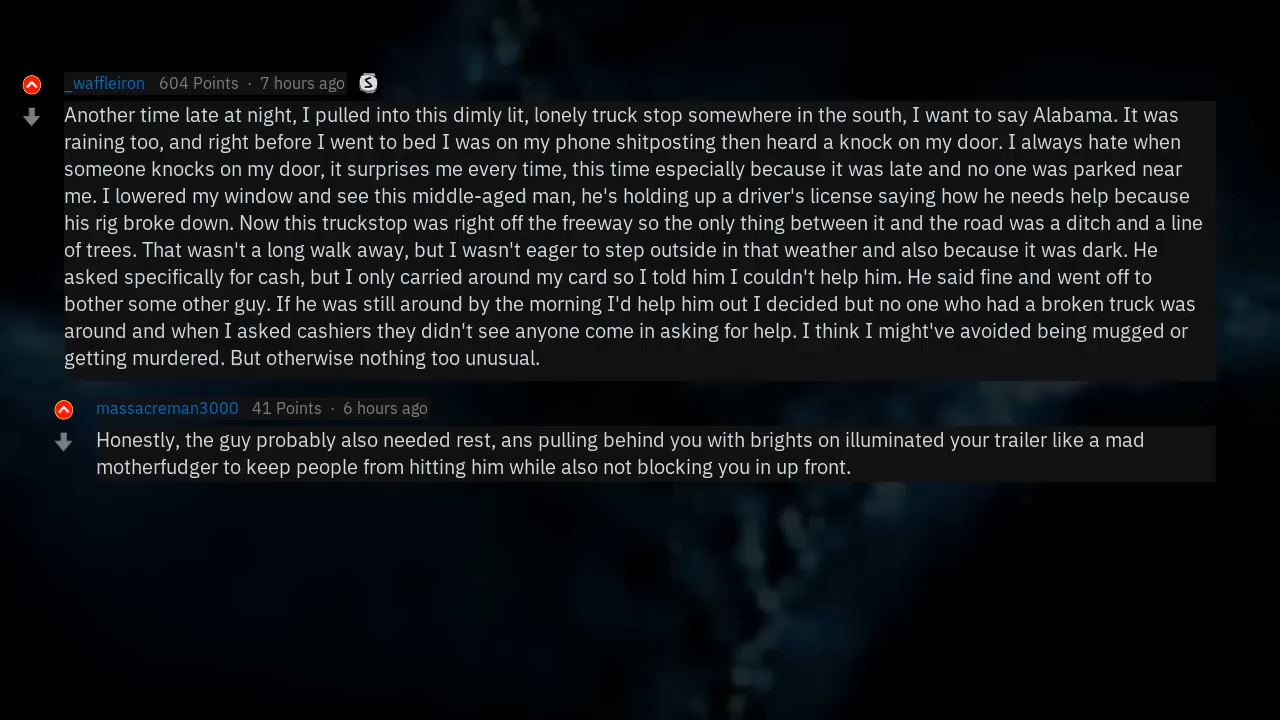 _waffleiron 604 Points · 7 hours ago S
Another time late at night, I pulled into this dimly lit, lonely truck stop somewhere in the south, I want to say Alabama. It was
raining too, and right before I went to bed I was on my phone shitposting then heard a knock on my door. I always hate when
someone knocks on my door, it surprises me every time, this time especially because it was late and no one was parked near
me. I lowered my window and see this middle-aged man, he's holding up a driver's license saying how he needs help because
his rig broke down. Now this truckstop was right off the freeway so the only thing between it and the road was a ditch and a line
of trees. That wasn't a long walk away, but I wasn't eager to step outside in that weather and also because it was dark. He
asked specifically for cash, but I only carried around my card so I told him I couldn't help him. He said fine and went off to
bother some other guy. If he was still around by the morning I'd help him out I decided but no one who had a broken truck was
around and when I asked cashiers they didn't see anyone come in asking for help. I think I might've avoided being mugged or
getting murdered. But otherwise nothing too unusual.
massacreman3000 41 Points · 6 hours ago
Honestly, the guy probably also needed rest, ans pulling behind you with brights on illuminated your trailer like a mad
motherfudger to keep people from hitting him while also not blocking you in up front.